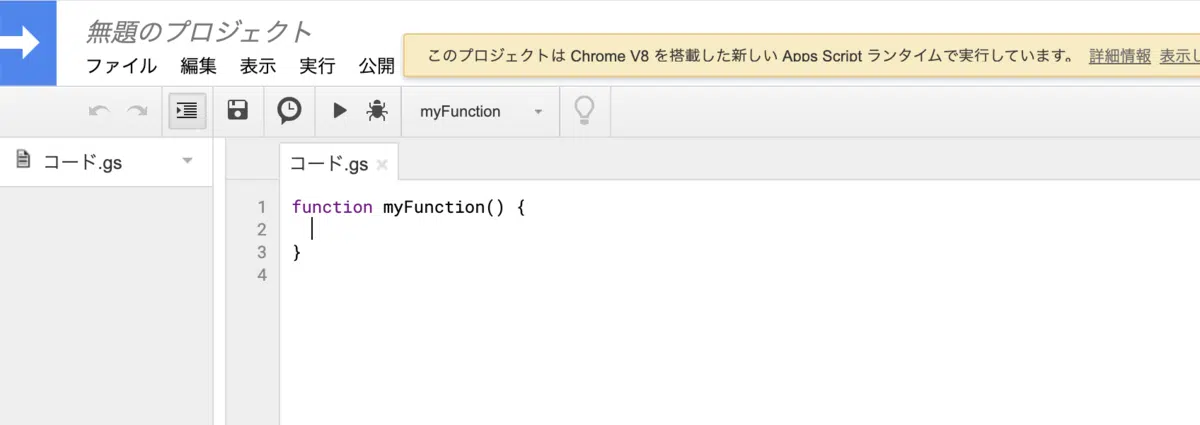 無題のプロジェクト
ファイル 編集 表示 実行 公開
このプロジェクトは Chrome V8 を搭載した新しい Apps Script ランタイムで実行しています。 詳細情報 表示し
myFunction
コード.gs
コード.gs
1 function myFunction() {
2
3 }
4